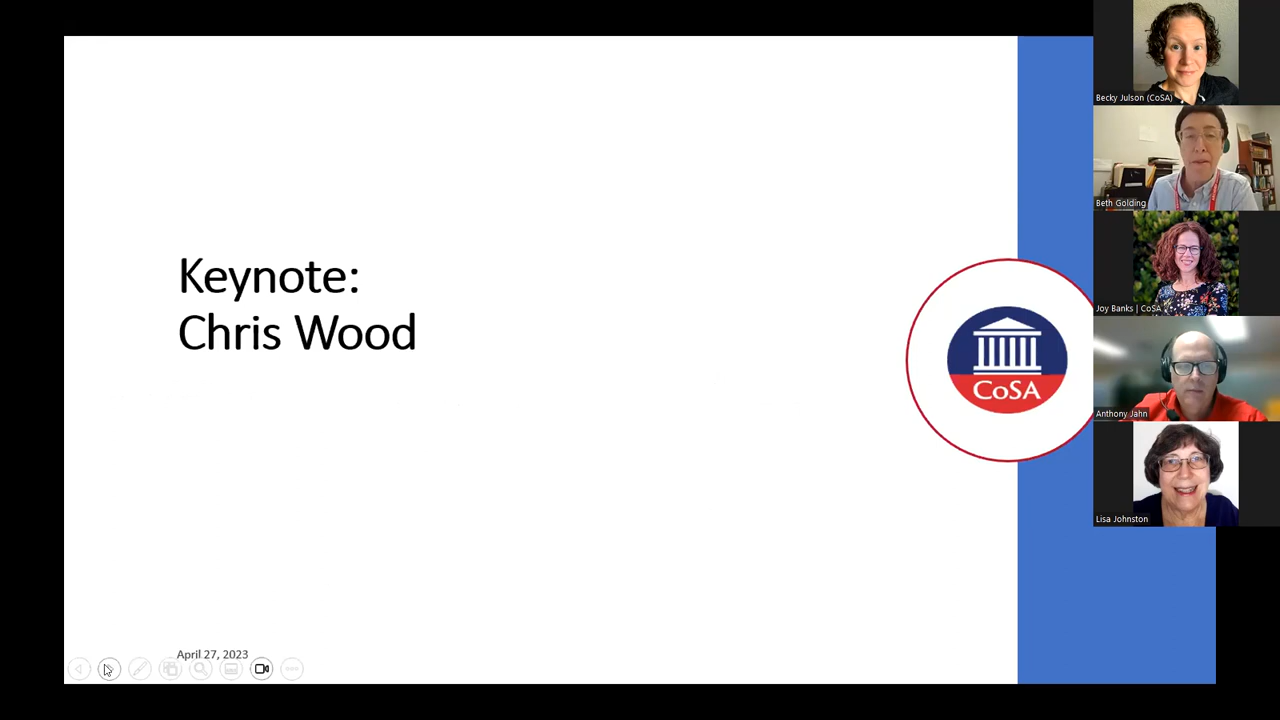 Keynote:
Chris Wood
CoSA
April 27, 2023
Becky Julson (CoSA)
Beth Golding
Joy Banks | CoSA
Anthony Jahn
Lisa Johnston